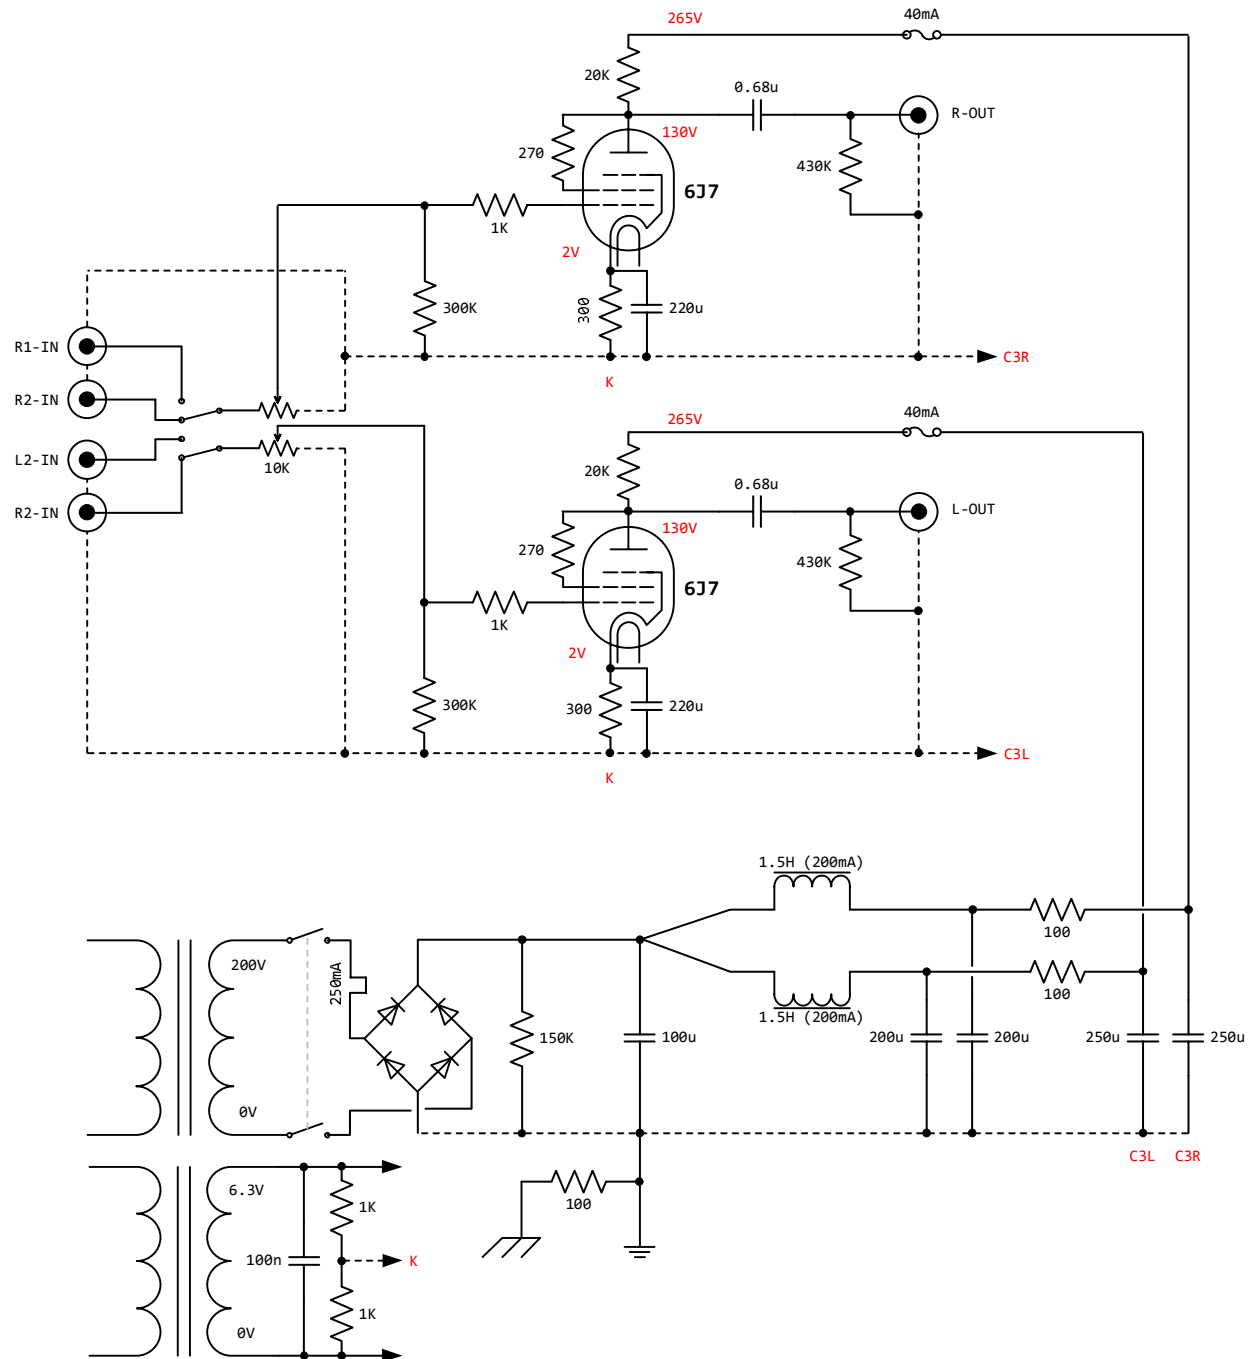 265V
40mA
20K
0.68u
R-OUT
130V
270
430K
6J7
1K
2V
300K
300
220u
R1-IN
C3R
K
R2-IN
265V
40mA
L2-IN
10K
20K
0.68u
R2-IN
L-OUT
130V
270
430K
6J7
1K
2V
300K
300
220u
C3L
K
1.5H (200mA)
100
200V
250mA
100
1.5H (200mA)
150K
100u
200u
200u
250u
250u
0V
C3L
C3R
6.3V
1K
100
100n
K
1K
0V